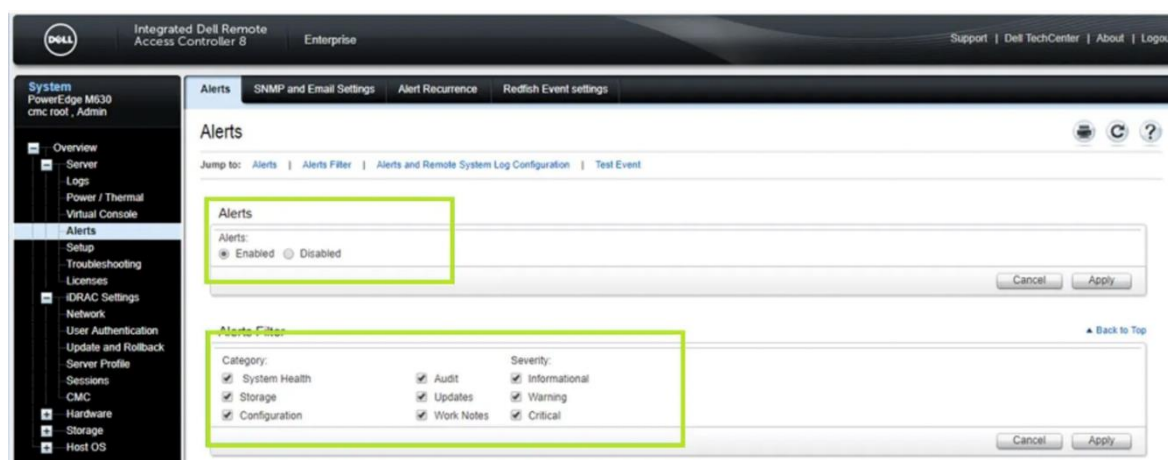 DELL
Integrated Dell Remote
Access Controller 8
Enterprise
Support | Dell TechCenter | About | Logou
System
PowerEdge M630
cmc root , Admin
Overview
Server
Logs
Power / Thermal
Virtual Console
Alerts
Setup
Troubleshooting
Licenses
iDRAC Settings
Network
User Authentication
Update and Rollback
Server Profile
Sessions
CMC
Hardware
Storage
Host OS
Alerts SNMP and Email Settings Alert Recurrence Redfish Event settings
Alerts
Jump to: Alerts | Alerts Filter | Alerts and Remote System Log Configuration | Test Event
Alerts
Alerts:
Enabled Disabled
Cancel Apply
Alerts Filter
Back to Top
Category: Severity:
System Health Audit Informational
Storage Updates Warning
Configuration Work Notes Critical
Cancel Apply